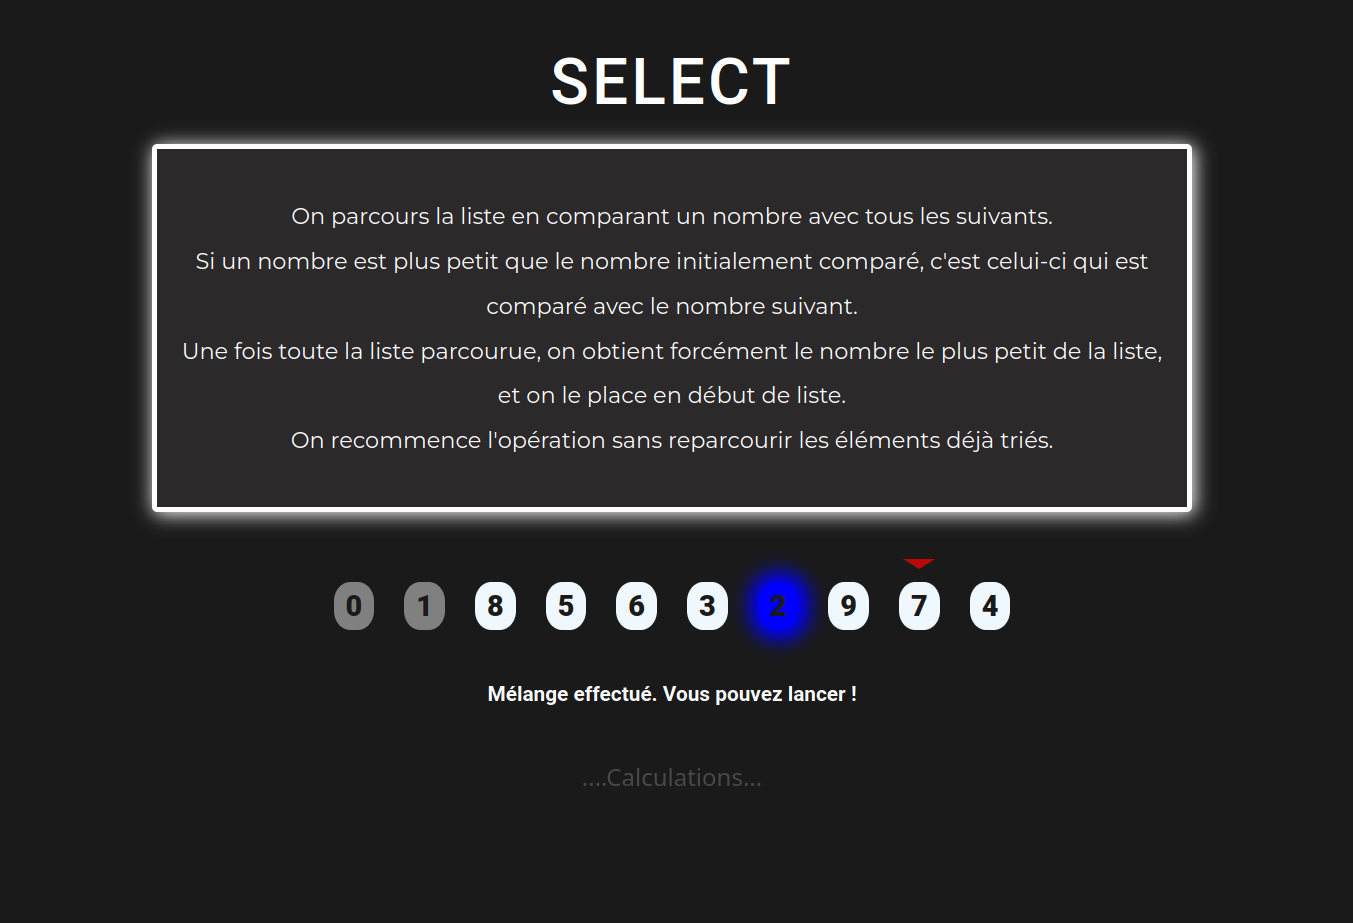 SELECT
On parcours la liste en comparant un nombre avec tous les suivants.
Si un nombre est plus petit que le nombre initialement comparé, c'est celui-ci qui est
comparé avec le nombre suivant.
Une fois toute la liste parcourue, on obtient forcément le nombre le plus petit de la liste,
et on le place en début de liste.
On recommence l'opération sans reparcourir les éléments déjà triés.
0 1 8 5 6 3 2 9 7 4
Mélange effectué. Vous pouvez lancer !
....Calculations...